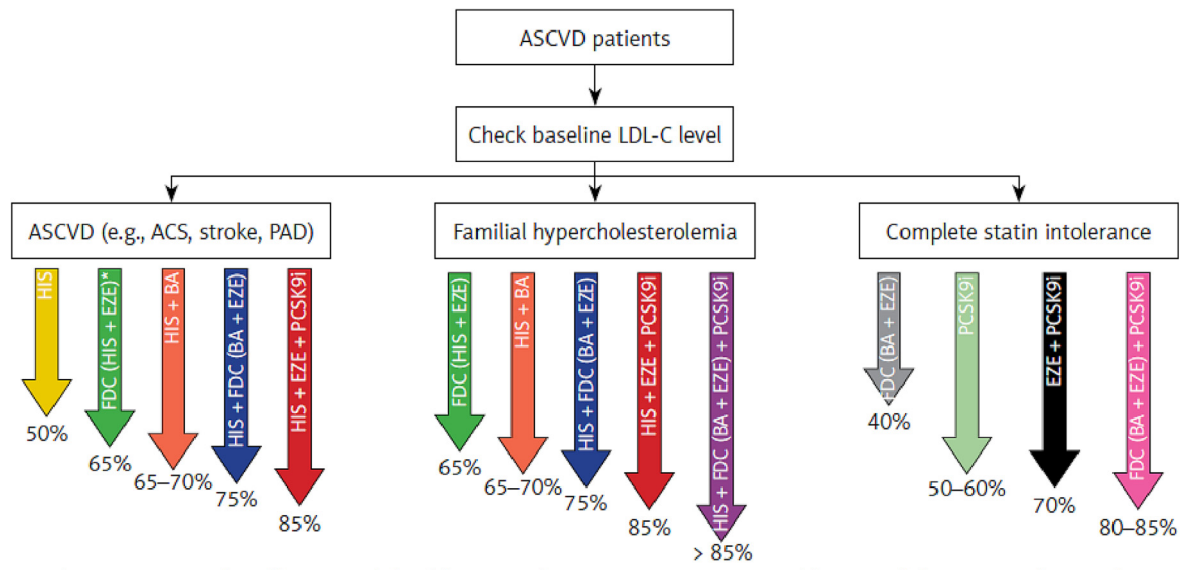 ASCVD patients
Check baseline LDL-C level
ASCVD (e.g., ACS, stroke, PAD)
HIS
50%
FDC (HIS + EZE)*
65%
HIS + BA
65–70%
HIS + FDC (BA + EZE)
75%
HIS + EZE + PCSK9i
85%
Familial hypercholesterolemia
FDC (HIS + EZE)
65%
HIS + BA
65–70%
HIS + FDC (BA + EZE)
75%
HIS + EZE + PCSK9i
85%
HIS + FDC (BA + EZE) + PCSK9i
> 85%
Complete statin intolerance
FDC (BA + EZE)
40%
PCSK9i
50–60%
EZE + PCSK9i
70%
FDC (BA + EZE) + PCSK9i
80–85%